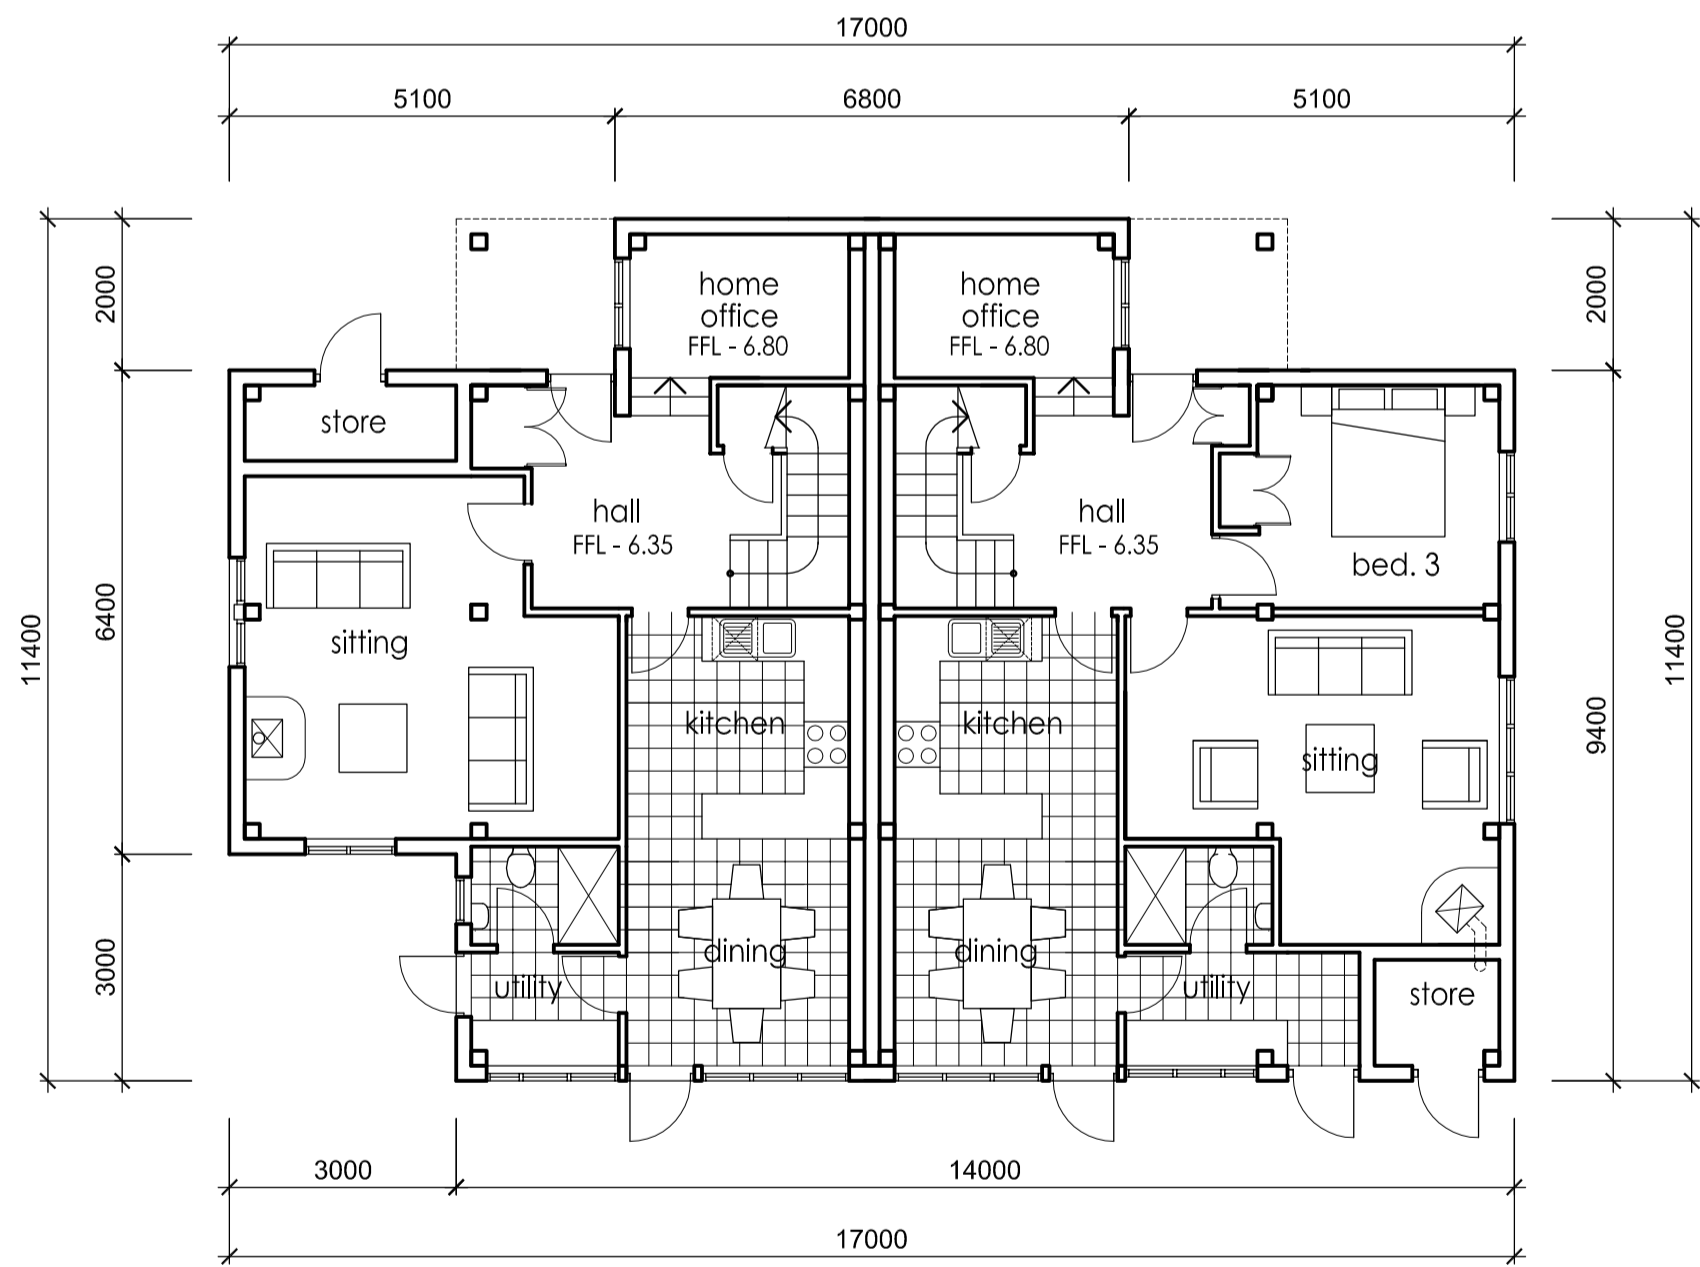 17000
5100 6800 5100
2000 2000
home home
office office
FFL - 6.80 FFL - 6.80
store
hall hall
FFL - 6.35 FFL - 6.35
bed. 3
11400 6400 11400
sitting
kitchen kitchen
9400
sitting
dining dining
3000
utility utility
store
3000 14000
17000